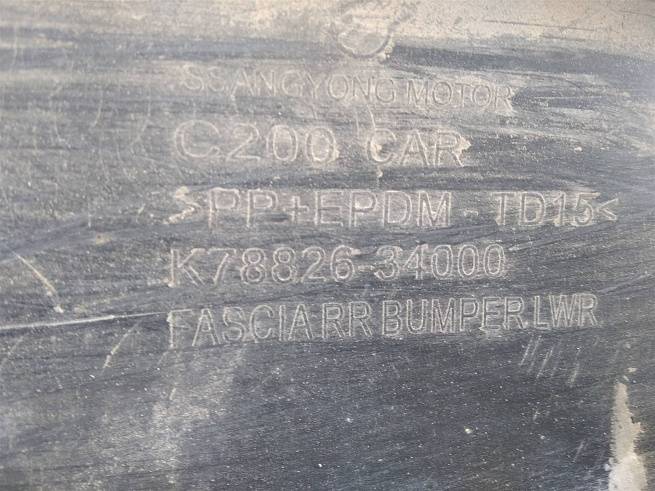 SSANGYONG MOTOR
C200 CAR
>PP+EPDM-TD15<
K78826-34000
FASCIA RR BUMPER LWR